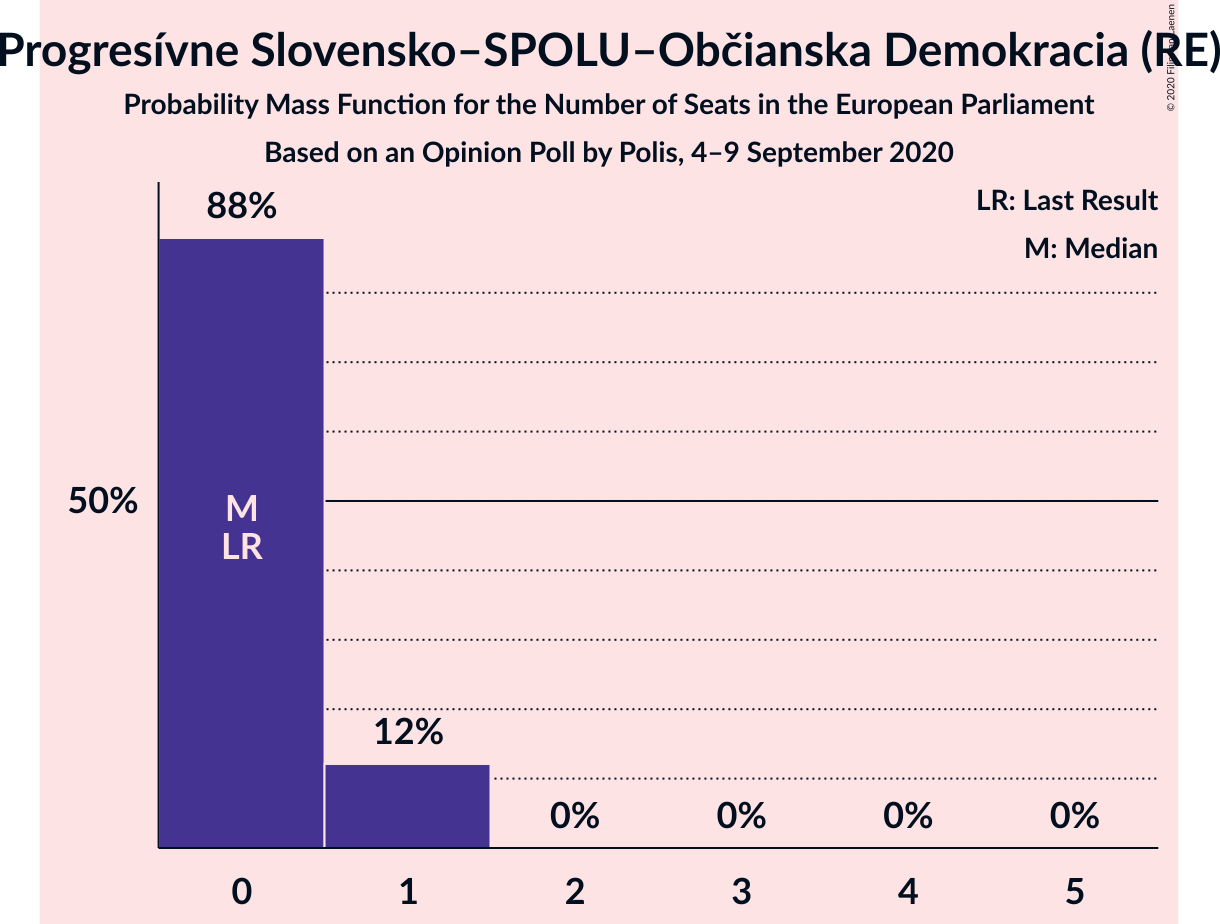 Progresívne Slovensko–SPOLU–Občianska Demokracia (RE)
Probability Mass Function for the Number of Seats in the European Parliament
Based on an Opinion Poll by Polis, 4–9 September 2020
© 2020
LR: Last Result
M: Median
88%
50%
M
LR
12%
0% 0% 0% 0%
0 1 2 3 4 5